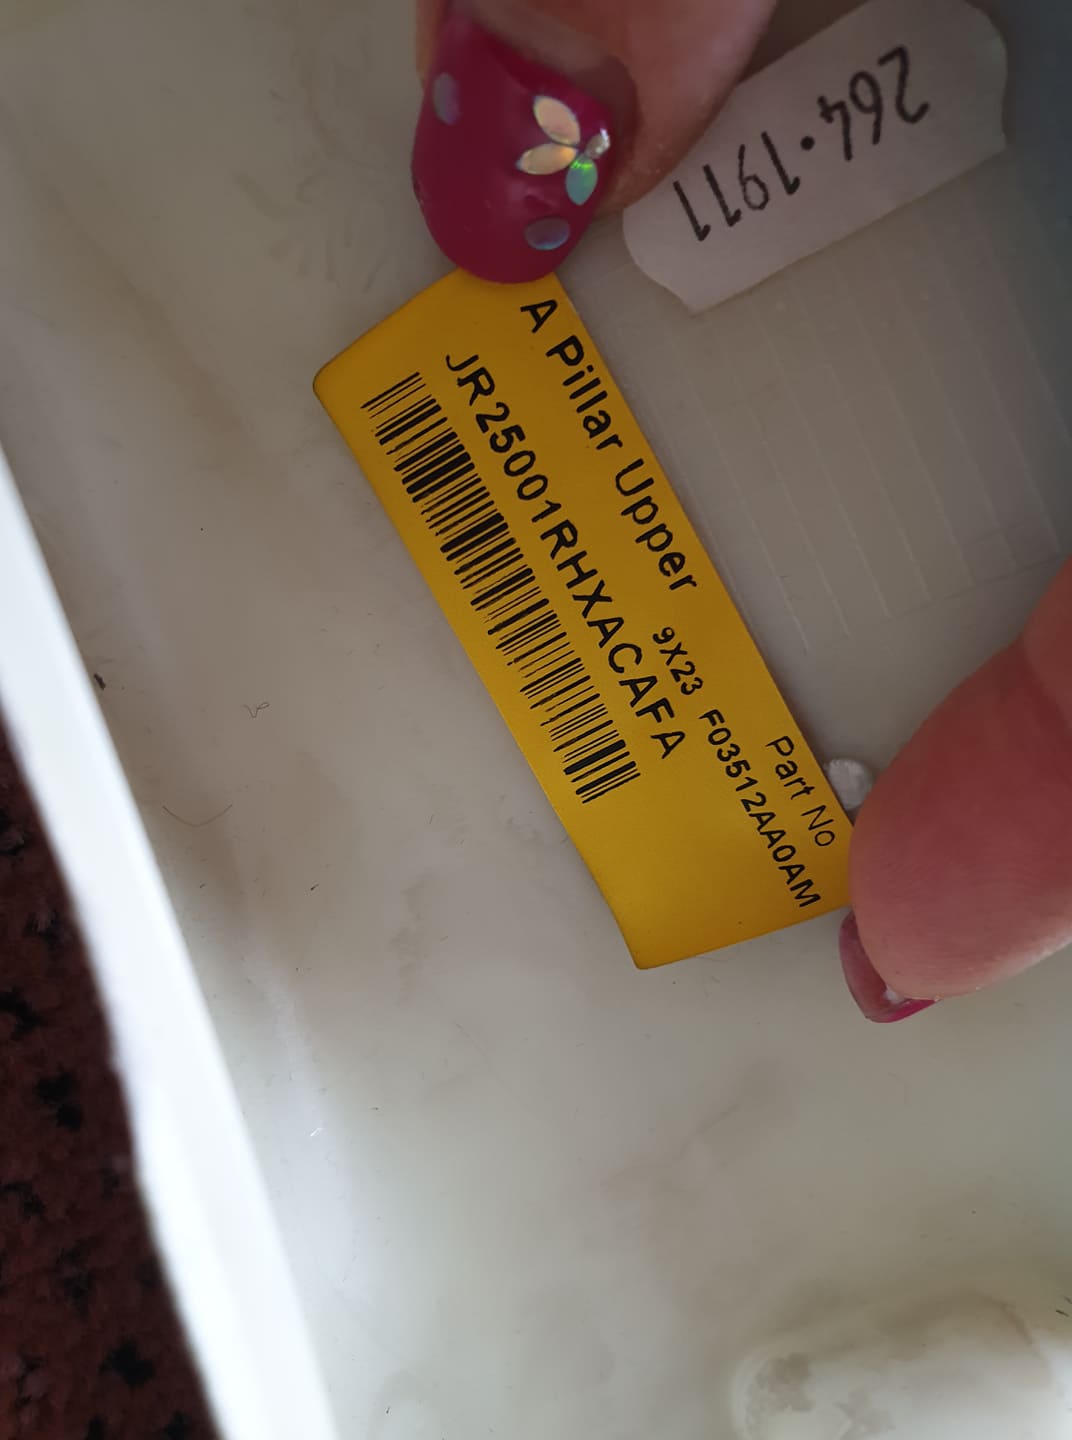 264.1911
A Pillar Upper
JR25001RHXACAFA
9X23
Part No
F03512AA0AM